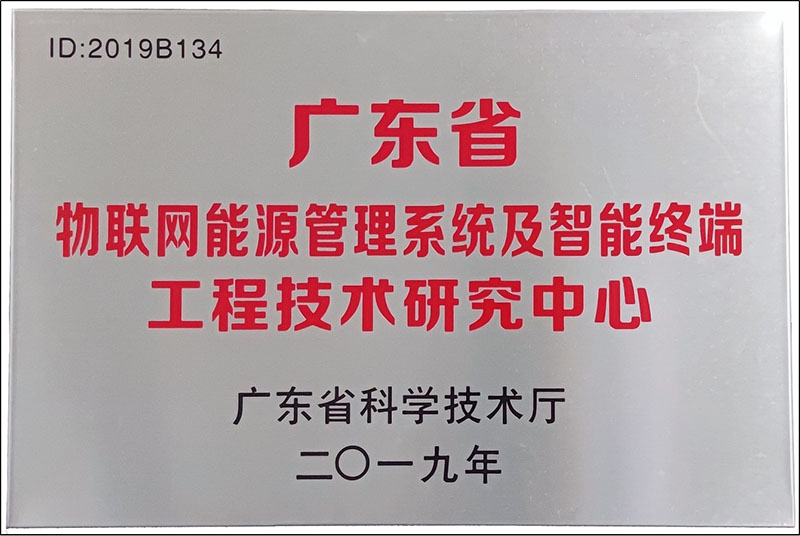 ID:2019B134
广东省
物联网能源管理系统及智能终端
工程技术研究中心
广东省科学技术厅
二〇一九年